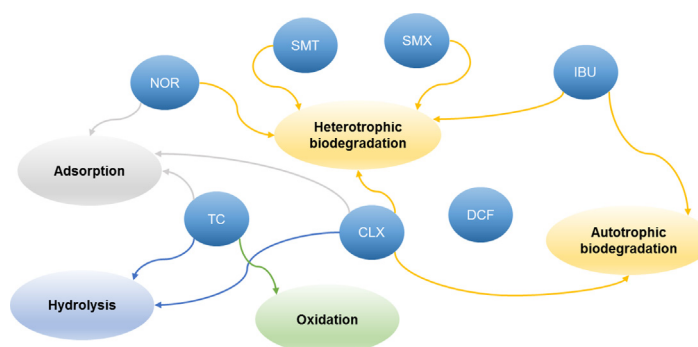 SMT
SMX
NOR
IBU
Heterotrophic
biodegradation
Adsorption
TC
CLX
DCF
Autotrophic
biodegradation
Hydrolysis
Oxidation